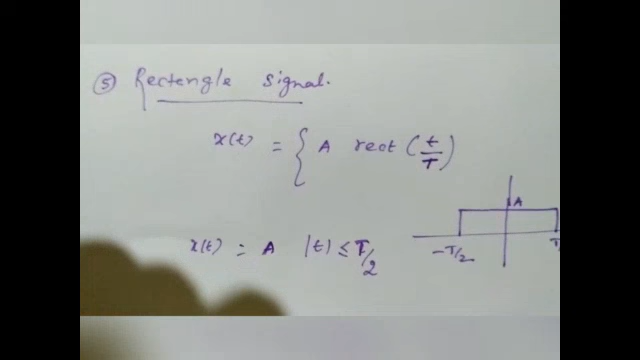 ⑤ Rectangle signal.
x(t) = { A rect (t/T)
A
x(t) = A |t| ≤ T/2
-T/2 T